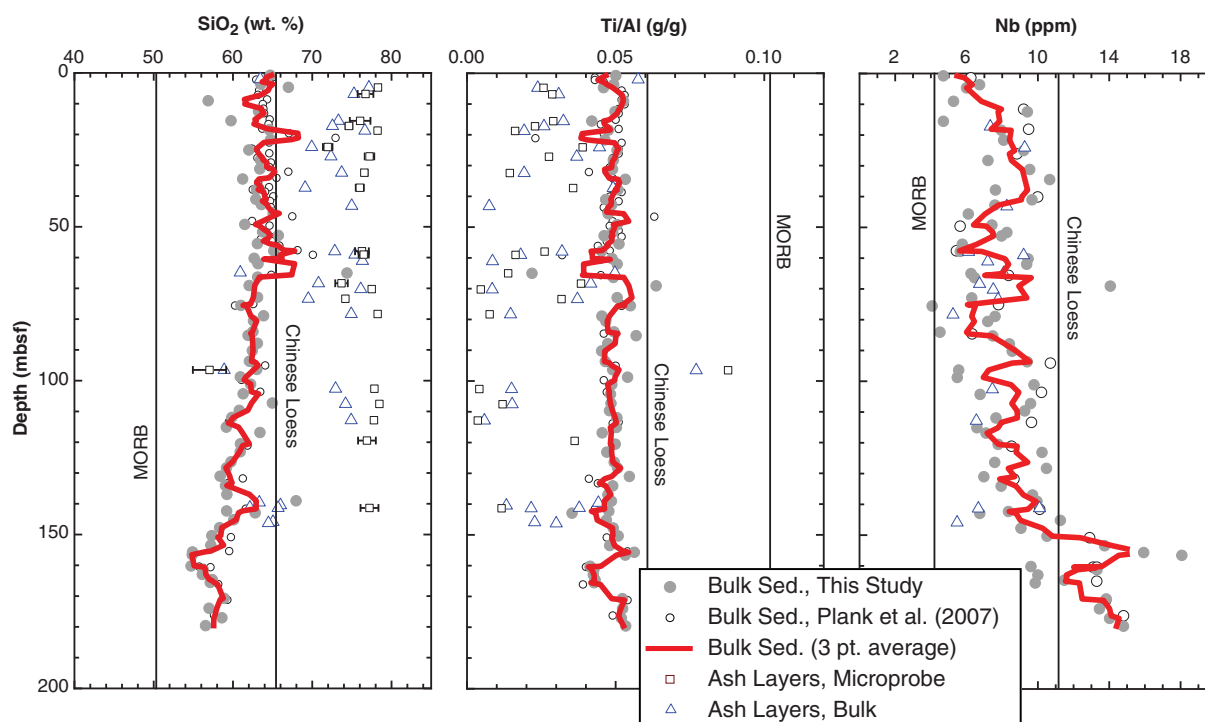 SiO2 (wt. %)
Ti/Al (g/g)
Nb (ppm)
40 50 60 70 80
0.00 0.05 0.10
2 6 10 14 18
0
50
100
150
200
Depth (mbsf)
MORB
Chinese Loess
Chinese Loess
MORB
MORB
Chinese Loess
Bulk Sed., This Study
Bulk Sed., Plank et al. (2007)
Bulk Sed. (3 pt. average)
Ash Layers, Microprobe
Ash Layers, Bulk